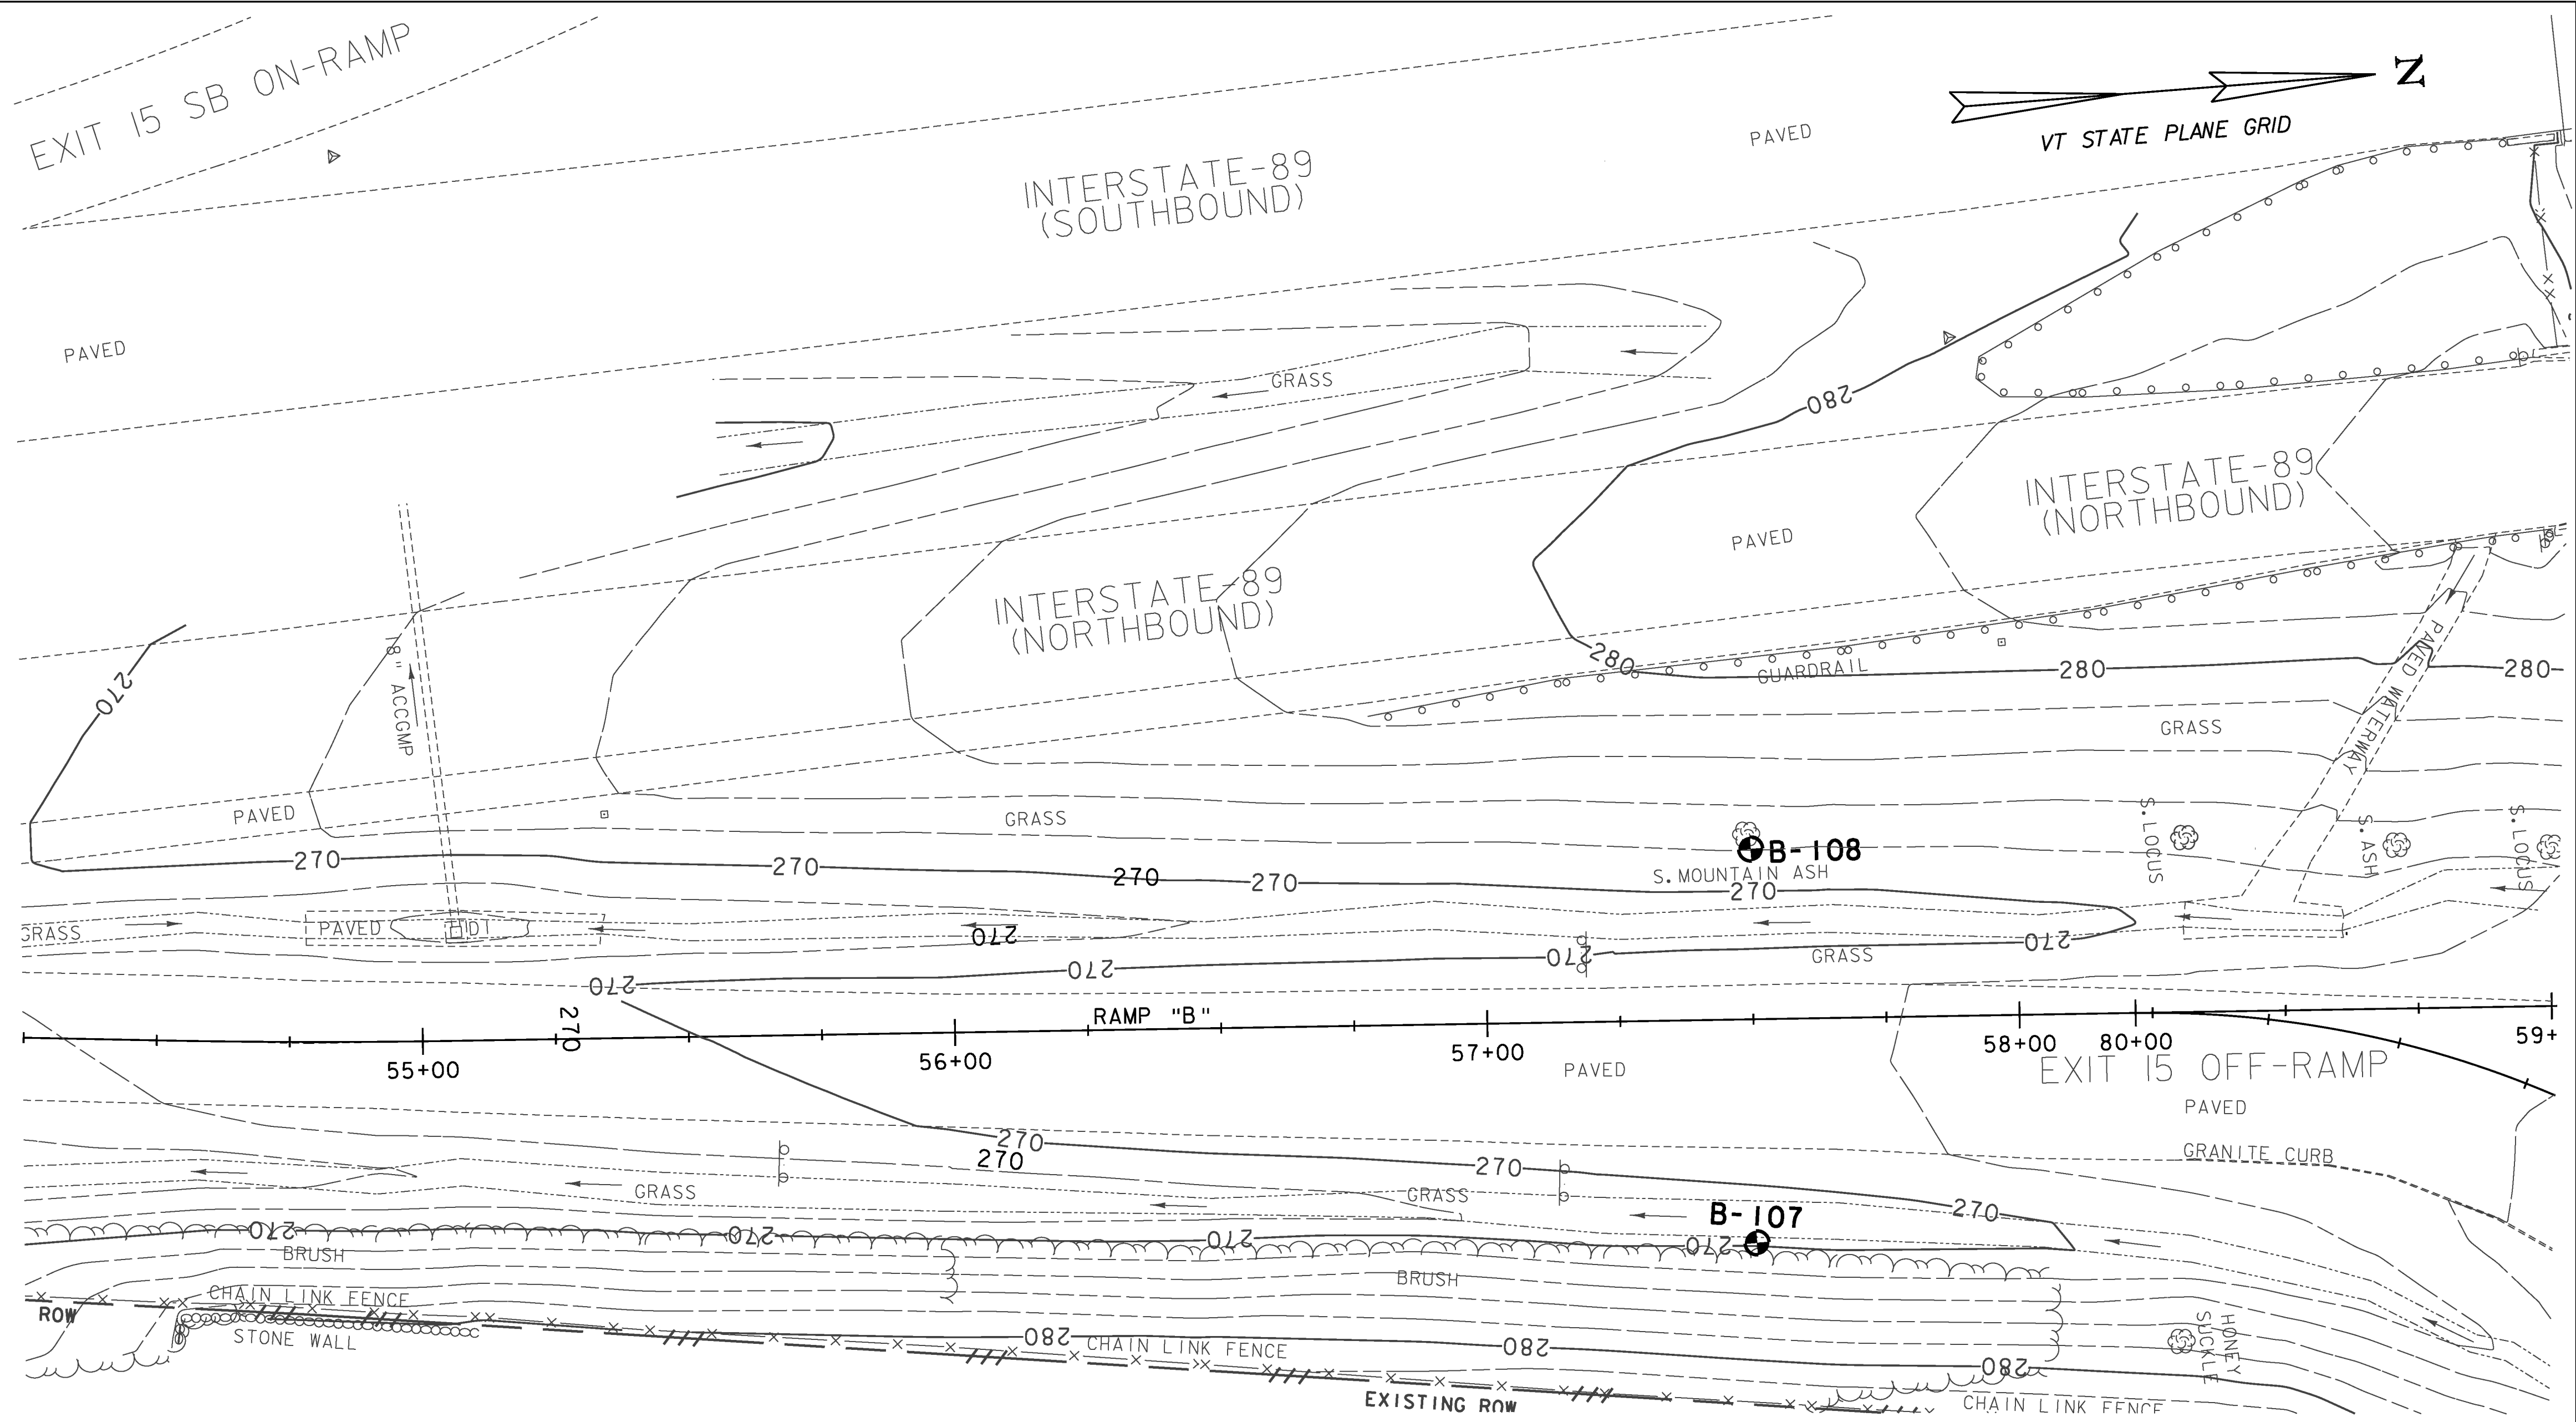 EXIT 15 SB ON-RAMP
PAVED
Z
VT STATE PLANE GRID
INTERSTATE-89
(SOUTHBOUND)
PAVED
GRASS
280
INTERSTATE-89
(NORTHBOUND)
PAVED
INTERSTATE-89
(NORTHBOUND)
18" ACCGMP
270
280
GUARDRAIL
280
280
PAVED WATERWAY
GRASS
PAVED
GRASS
B-108
S.MOUNTAIN ASH
S.LOCUS
S.ASH
S.LOCUS
270
270
270
270
270
GRASS
PAVED
DI
270
270
270
270
270
GRASS
270
RAMP "B"
55+00
56+00
57+00
58+00
80+00
59+
PAVED
EXIT 15 OFF-RAMP
PAVED
GRANITE CURB
270
270
270
270
GRASS
GRASS
B-107
270
270
270
270
BRUSH
BRUSH
CHAIN LINK FENCE
ROW
STONE WALL
280
CHAIN LINK FENCE
280
280
HONEY
SUCKLE
EXISTING ROW
CHAIN LINK FENCE